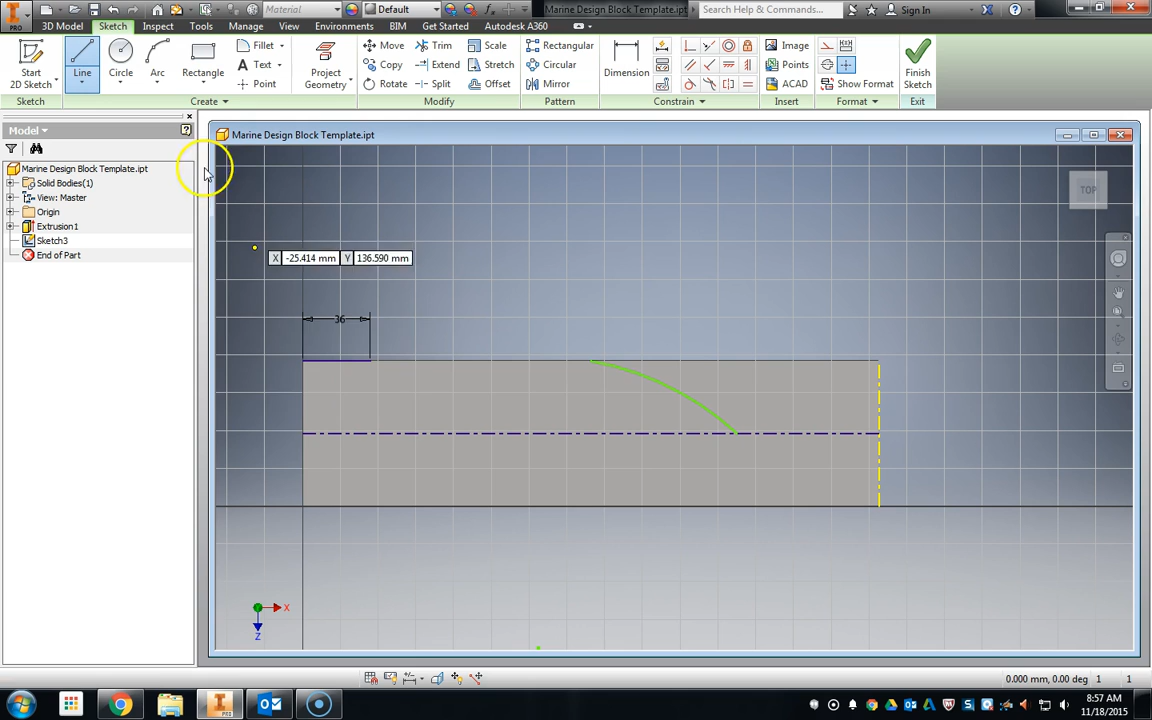 PRO
Material
Default
Marine Design Block Template.ipt
Search Help & Commands...
Sign In
3D Model
Sketch
Inspect
Tools
Manage
View
Environments
BIM
Get Started
Autodesk A360
Start
2D Sketch
Line
Circle
Arc
Rectangle
Fillet
Text
Point
Project
Geometry
Move
Copy
Rotate
Trim
Extend
Split
Scale
Stretch
Offset
Rectangular
Circular
Mirror
Dimension
Image
Points
ACAD
Show Format
Finish
Sketch
Sketch
Create
Modify
Pattern
Constrain
Insert
Format
Exit
Model
Marine Design Block Template.ipt
Solid Bodies(1)
View: Master
Origin
Extrusion1
Sketch3
End of Part
Marine Design Block Template.ipt
TOP
X -25.414 mm Y 136.590 mm
36
X
Z
0.000 mm, 0.00 deg 1 1
PRO
8:57 AM
11/18/2015